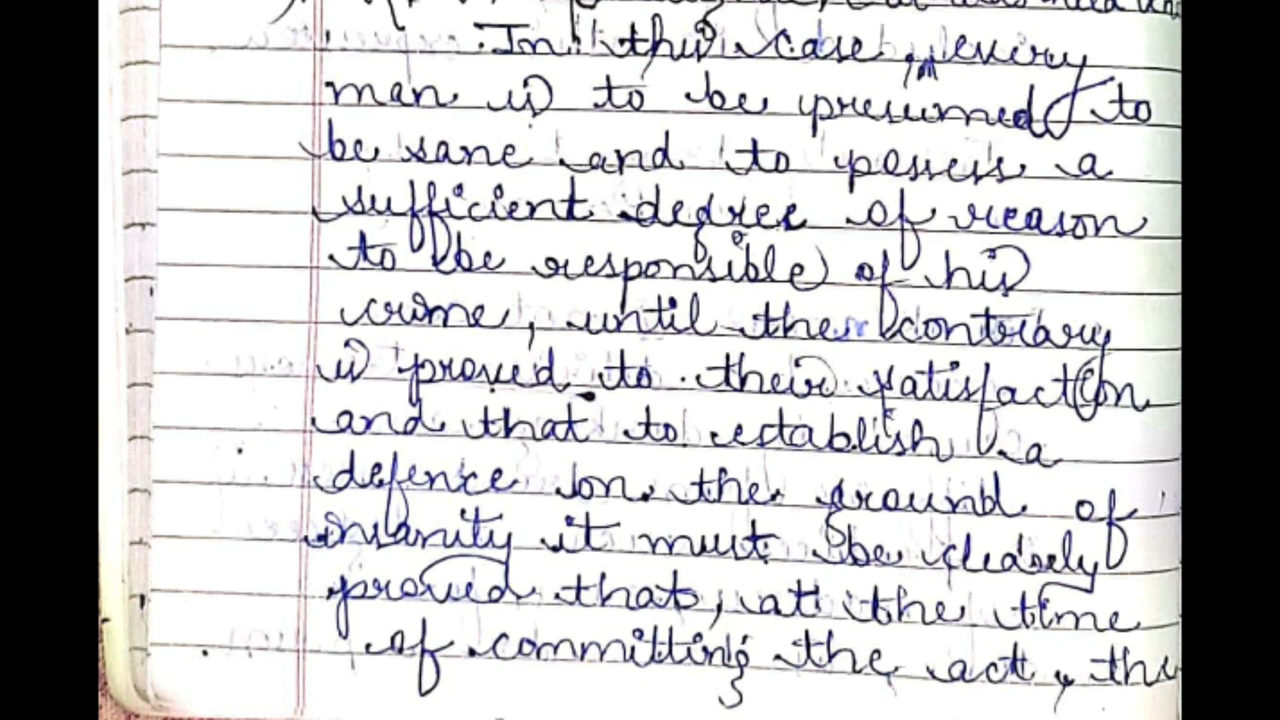 In this case, every
man is to be presumed to
be sane and to possess a
sufficient degree of reason
to be responsible of his
crime, until the contrary
is proved to their satisfaction
and that to establish a
defence on the ground of
insanity it must be clearly
proved that, at the time
of committing the act, the